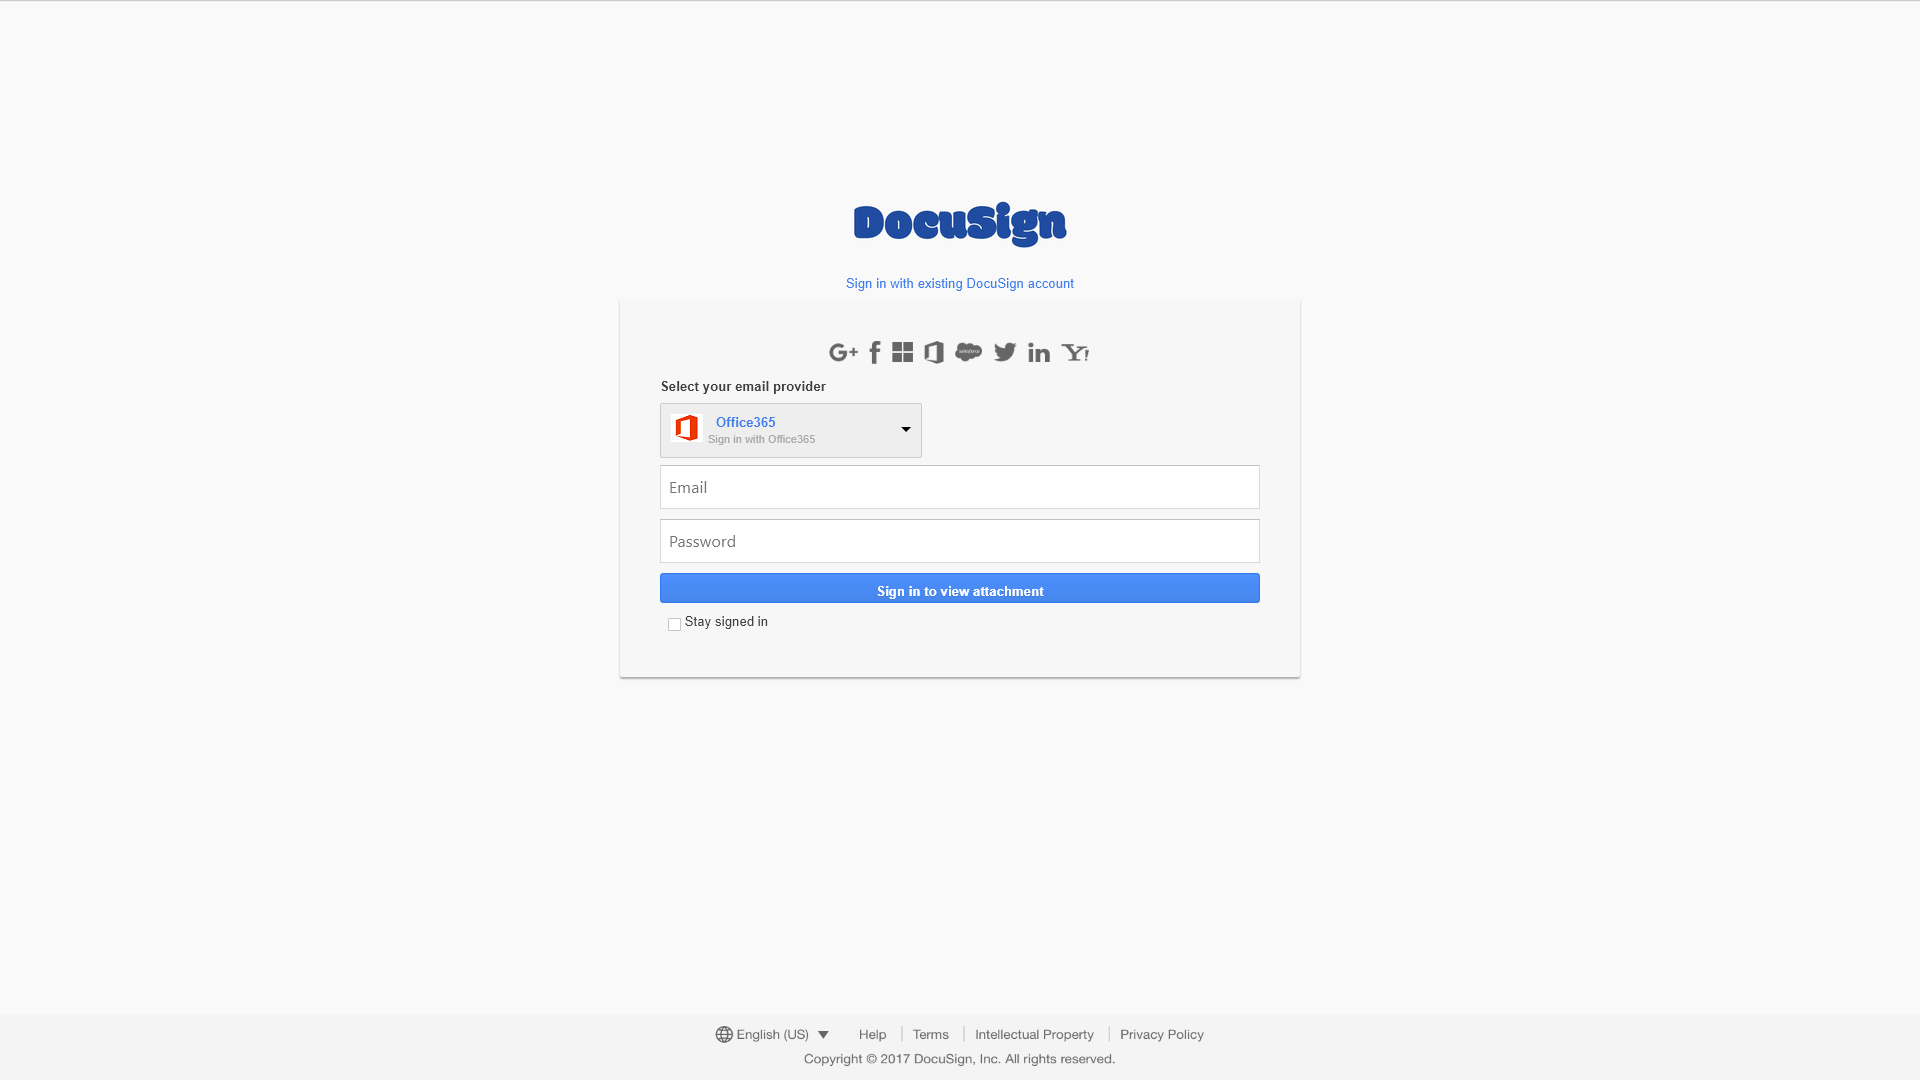 DocuSign
Sign in with existing DocuSign account
G+ f salesforce in Y!
Select your email provider
Office365
Sign in with Office365
Email
Password
Sign in to view attachment
Stay signed in
English (US) Help Terms Intellectual Property Privacy Policy
Copyright © 2017 DocuSign, Inc. All rights reserved.